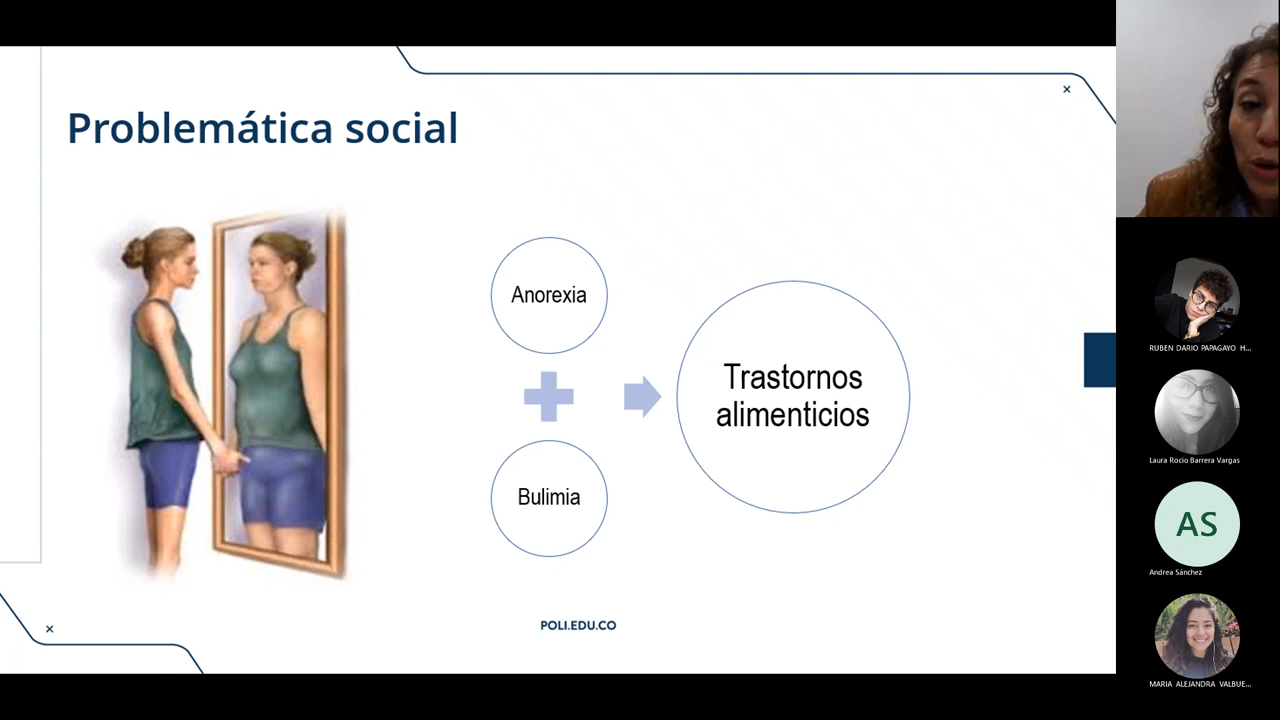 Problemática social
Anorexia
Bulimia
Trastornos
alimenticios
POLI.EDU.CO
RUBEN DARIO PAPAGAYO H...
Laura Rocio Barrera Vargas
AS
Andrea Sánchez
MARIA ALEJANDRA VALBUE...